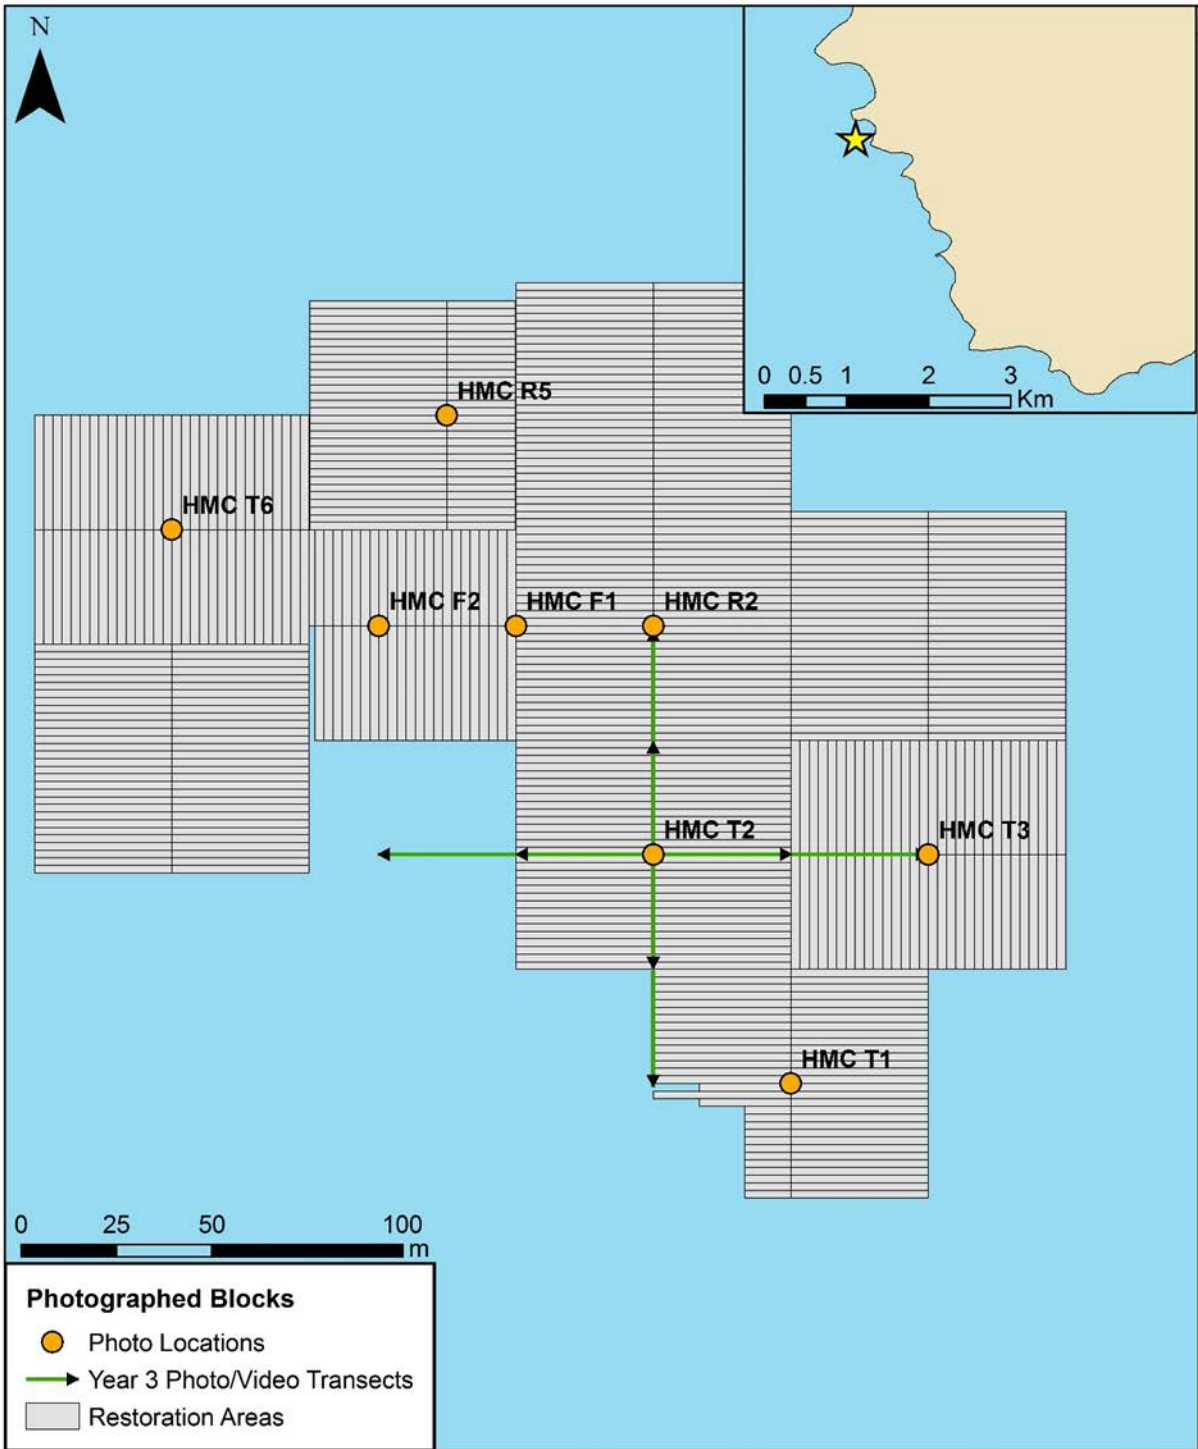 N
0 0.5 1 2 3
Km
HMC R5
HMC T6
HMC F2
HMC F1
HMC R2
HMC T2
HMC T3
HMC T1
0 25 50 100
m
Photographed Blocks
Photo Locations
Year 3 Photo/Video Transects
Restoration Areas